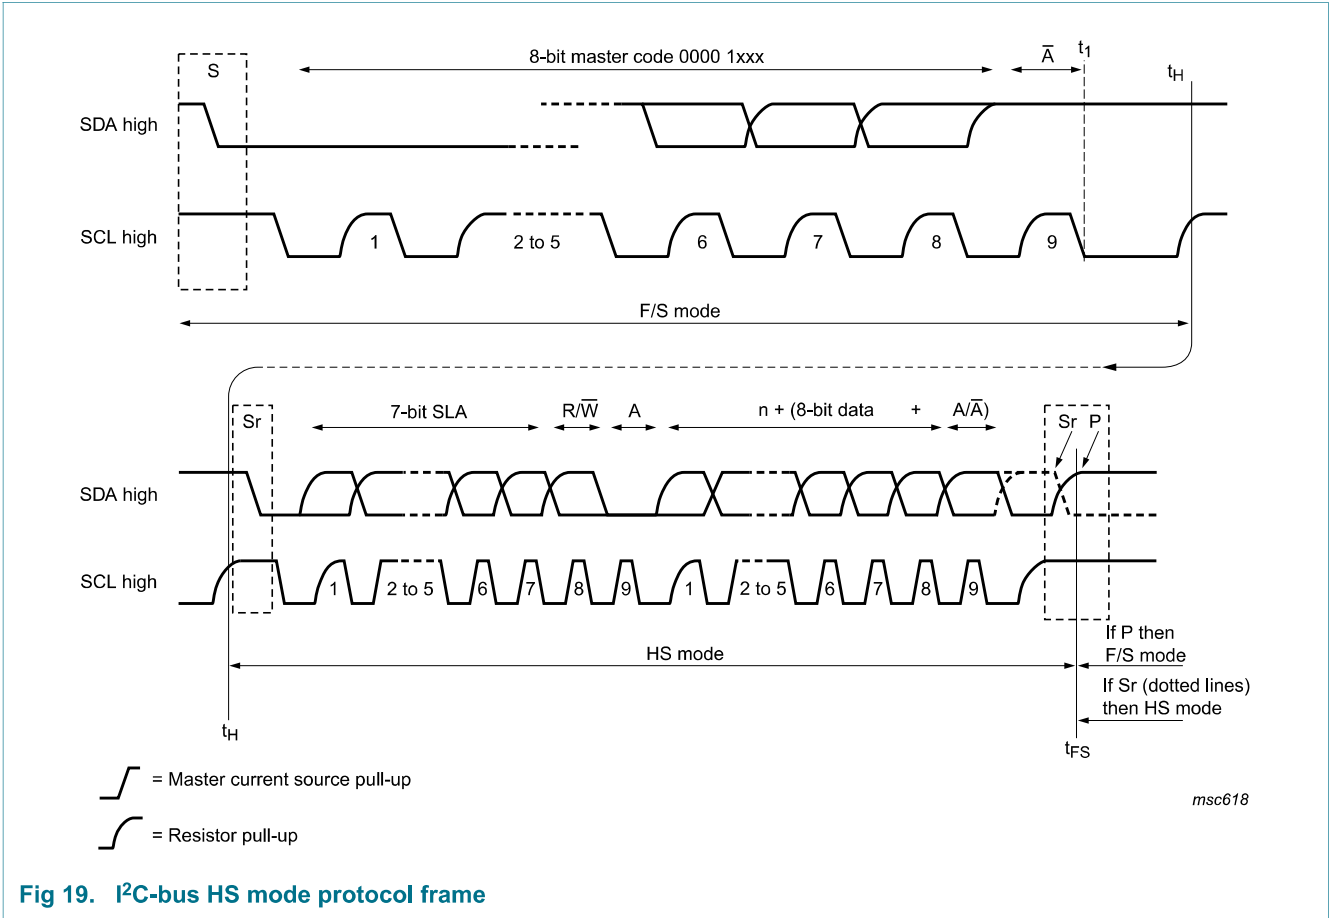 S
8-bit master code 0000 1xxx
A̅
t1
tH
SDA high
SCL high
1
2 to 5
6
7
8
9
F/S mode
Sr
7-bit SLA
R/W̅
A
n + (8-bit data + A/A̅)
Sr P
SDA high
SCL high
1
2 to 5
6
7
8
9
1
2 to 5
6
7
8
9
If P then
F/S mode
HS mode
If Sr (dotted lines)
then HS mode
tH
tFS
= Master current source pull-up
= Resistor pull-up
msc618
Fig 19. I²C-bus HS mode protocol frame